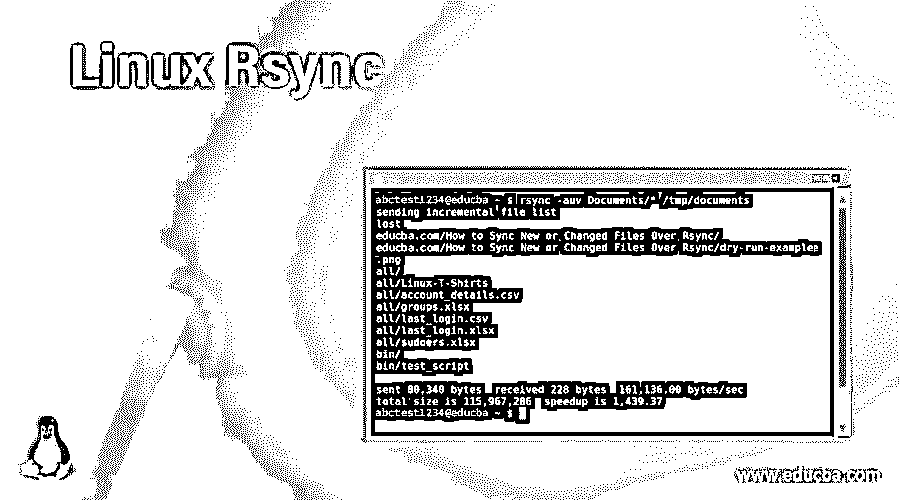 Linux Rsync
abctest1234@educba ~ $ rsync -auv Documents/* /tmp/documents
sending incremental file list
lost
educba.com/How to Sync New or Changed Files Over Rsync/
educba.com/How to Sync New or Changed Files Over Rsync/dry-run-examples
.png
all/
all/Linux-T-Shirts
all/account_details.csv
all/groups.xlsx
all/last_login.csv
all/last_login.xlsx
all/sudoers.xlsx
bin/
bin/test_script
sent 80,340 bytes received 228 bytes 161,136.00 bytes/sec
total size is 115,967,206 speedup is 1,439.37
abctest1234@educba ~ $
www.educba.com